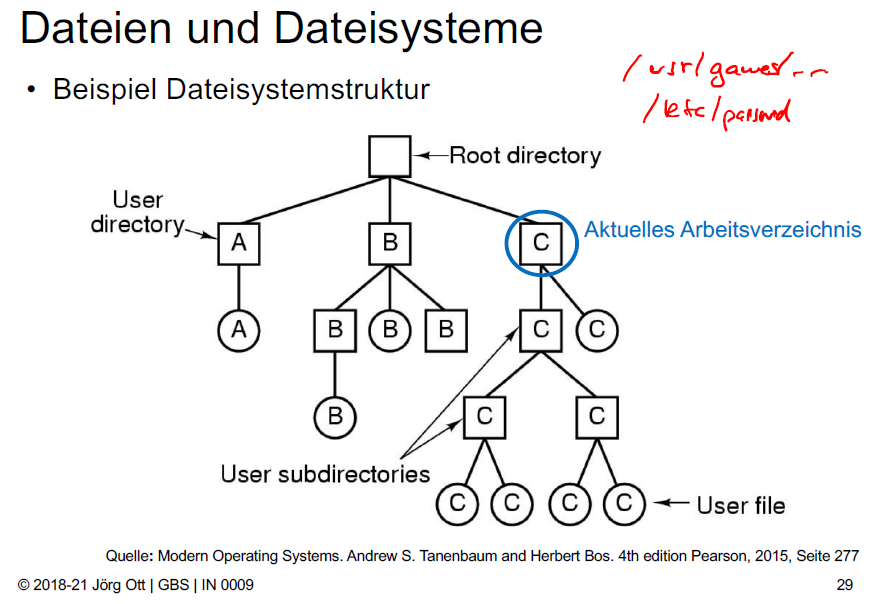 Dateien und Dateisysteme
/usr/games/--
• Beispiel Dateisystemstruktur
/etc/passwd
Root directory
User
directory
A
B
C
Aktuelles Arbeitsverzeichnis
A
B
B
B
C
C
B
C
C
User subdirectories
C
C
C
C
User file
Quelle: Modern Operating Systems. Andrew S. Tanenbaum and Herbert Bos. 4th edition Pearson, 2015, Seite 277
© 2018-21 Jörg Ott | GBS | IN 0009
29